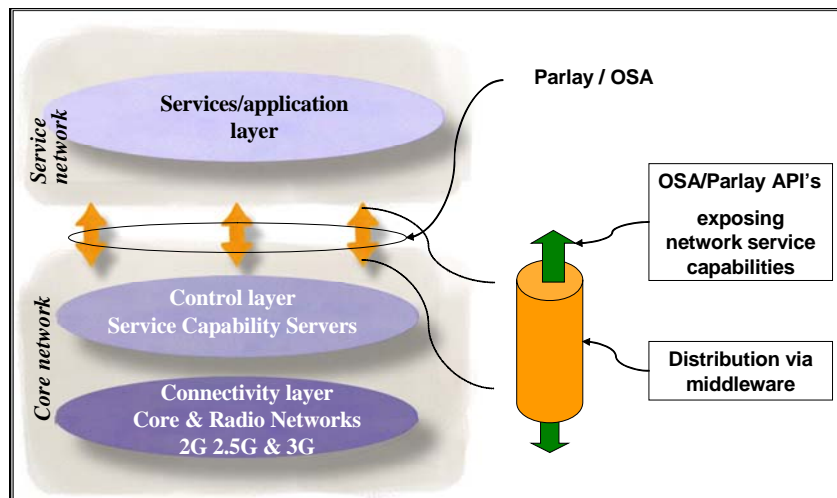 Services/application
layer
Service
network
Parlay / OSA
OSA/Parlay API's
exposing
network service
capabilities
Control layer
Service Capability Servers
Distribution via
middleware
Core network
Connectivity layer
Core & Radio Networks
2G 2.5G & 3G